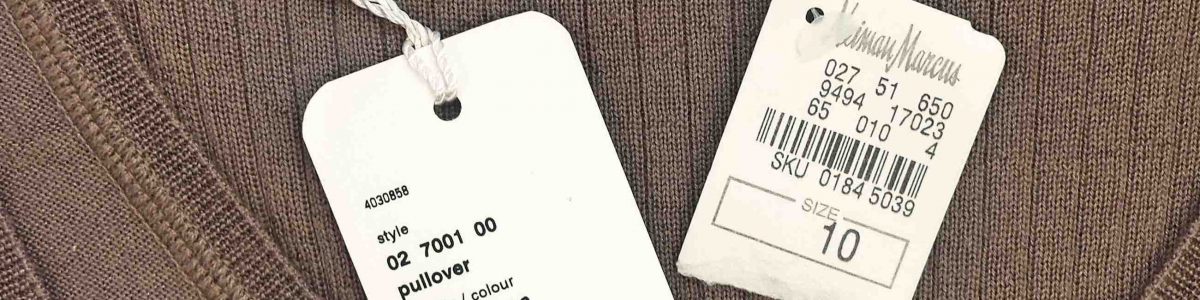 4030858
style
02 7001 00
pullover
/ colour
Neiman Marcus
027 51 650
9494 17023
65 010 4
SKU 0184 5039
SIZE
10